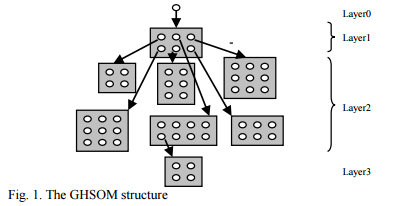 Layer0
Layer1
Layer2
Layer3
Fig. 1. The GHSOM structure